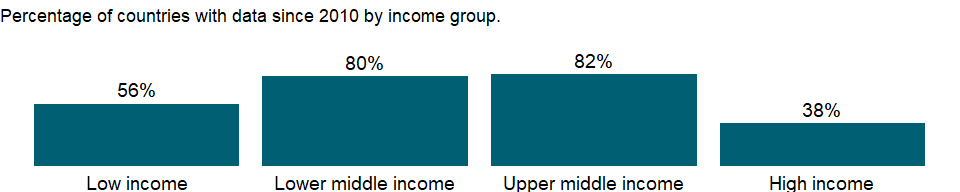 Percentage of countries with data since 2010 by income group.
56%
80%
82%
38%
Low income
Lower middle income
Upper middle income
High income